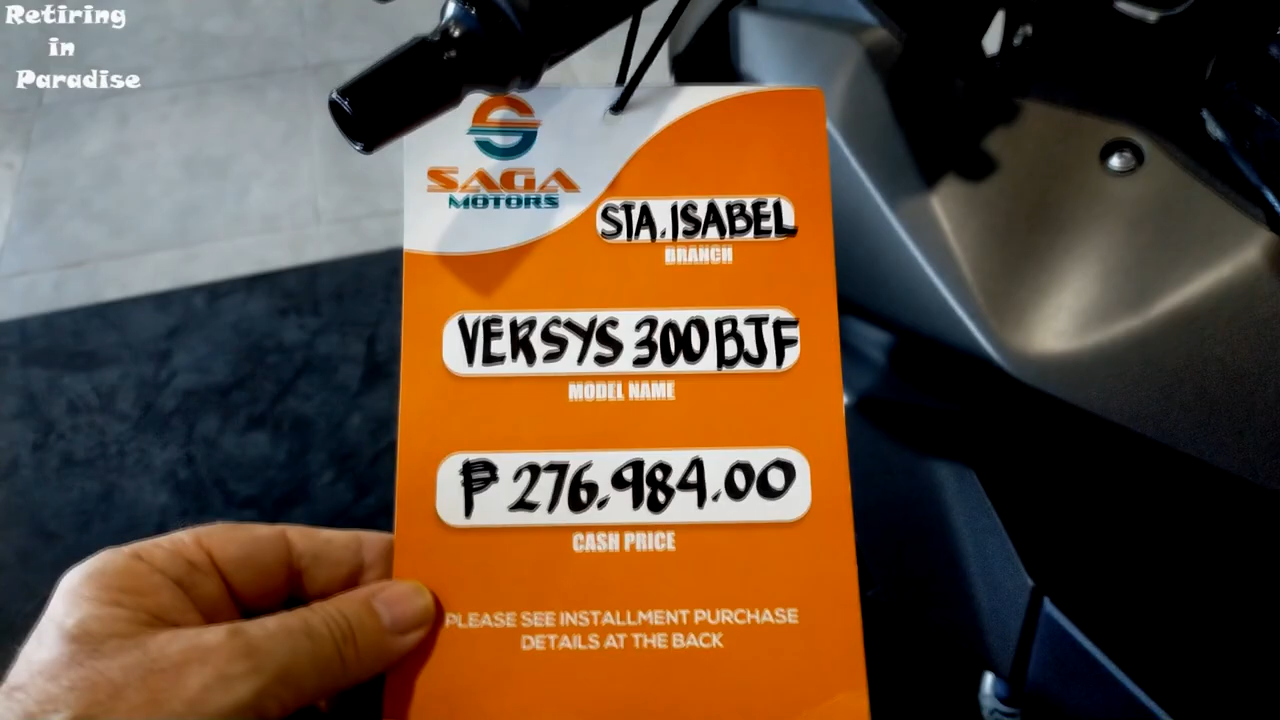 Retiring
in
Paradise
SAGA
MOTORS
STA. ISABEL
BRANCH
VERSYS 300 BJF
MODEL NAME
₱ 276,984.00
CASH PRICE
PLEASE SEE INSTALLMENT PURCHASE
DETAILS AT THE BACK